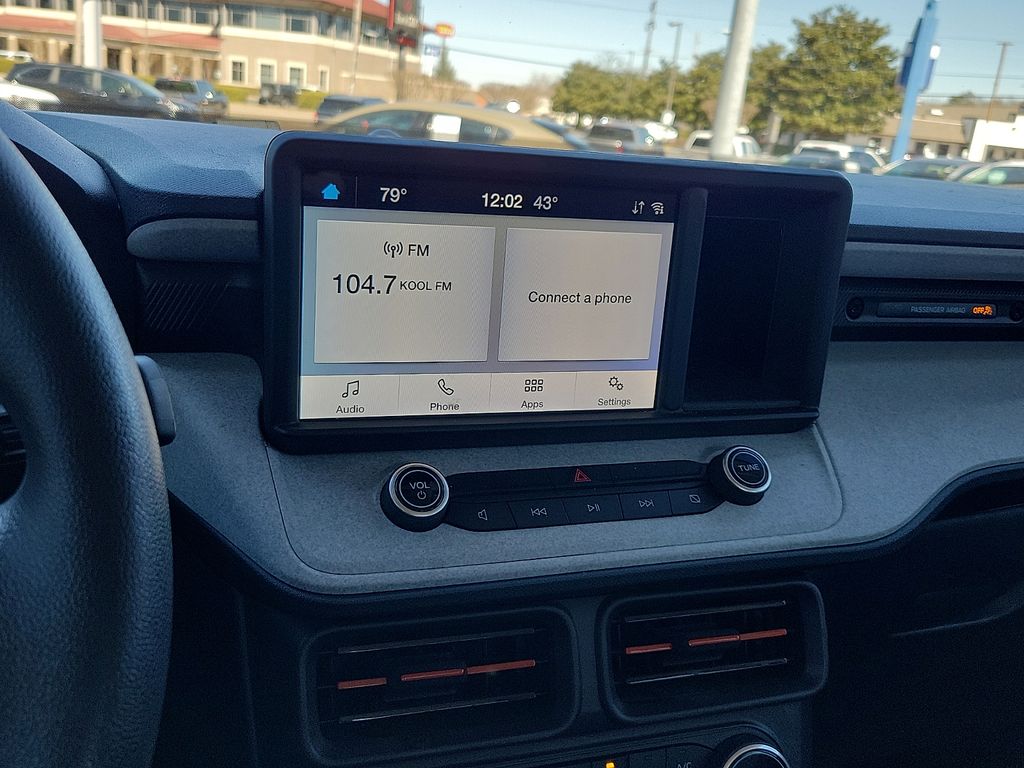 79° 12:02 43°
FM
104.7 KOOL FM
Connect a phone
Audio Phone Apps Settings
PASSENGER AIRBAG OFF
VOL
TUNE
A/C